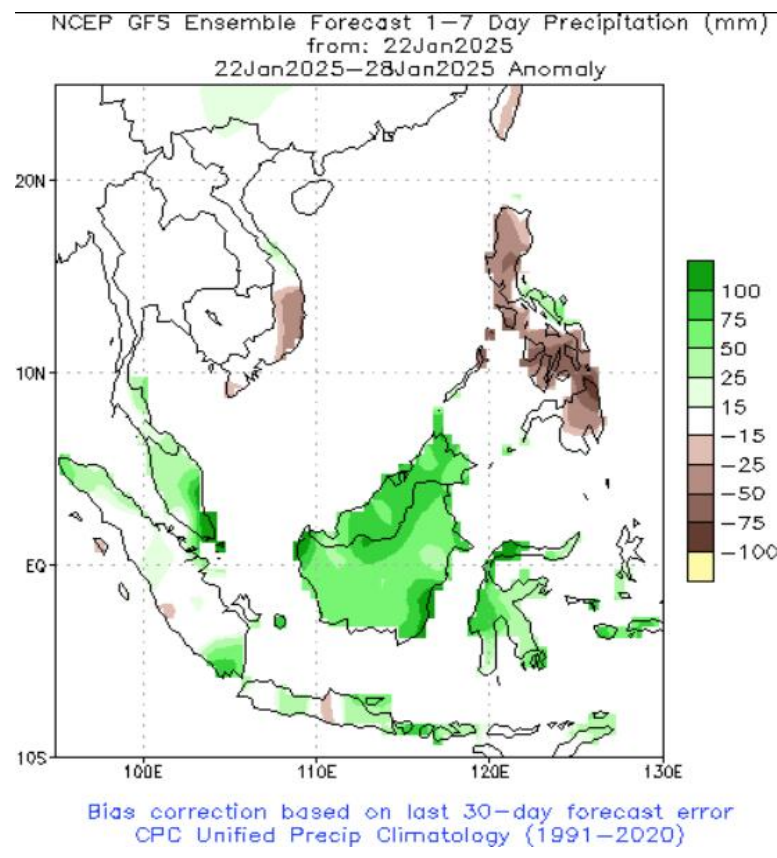 NCEP GFS Ensemble Forecast 1–7 Day Precipitation (mm)
from: 22Jan2025
22Jan2025–28Jan2025 Anomaly
20N
10N
EQ
10S
100E
110E
120E
130E
100
75
50
25
15
−15
−25
−50
−75
−100
Bias correction based on last 30−day forecast error
CPC Unified Precip Climatology (1991−2020)